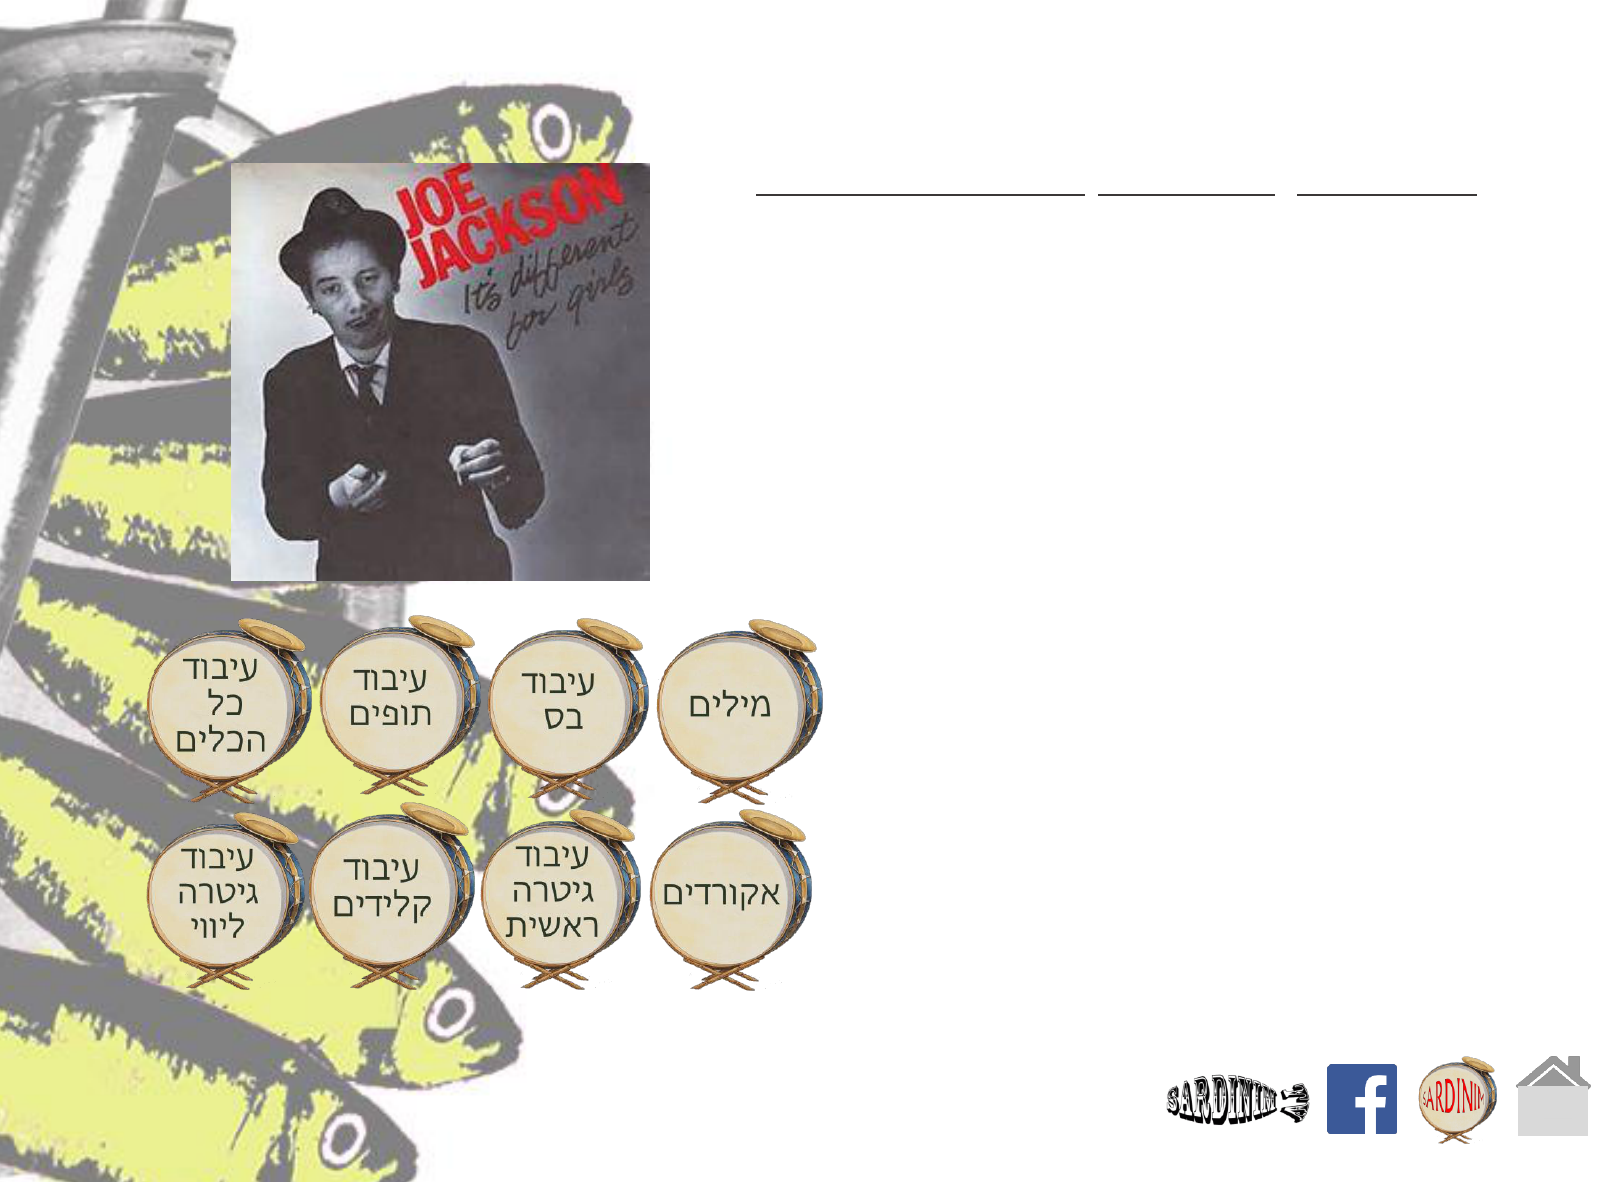 JOE
JACKSON
It's different
for girls
מילים
עיבוד
בס
עיבוד
תופים
עיבוד
כל
הכלים
אקורדים
עיבוד
גיטרה
ראשית
עיבוד
קלידים
עיבוד
גיטרה
ליווי
SARDINIM
SARDINIM